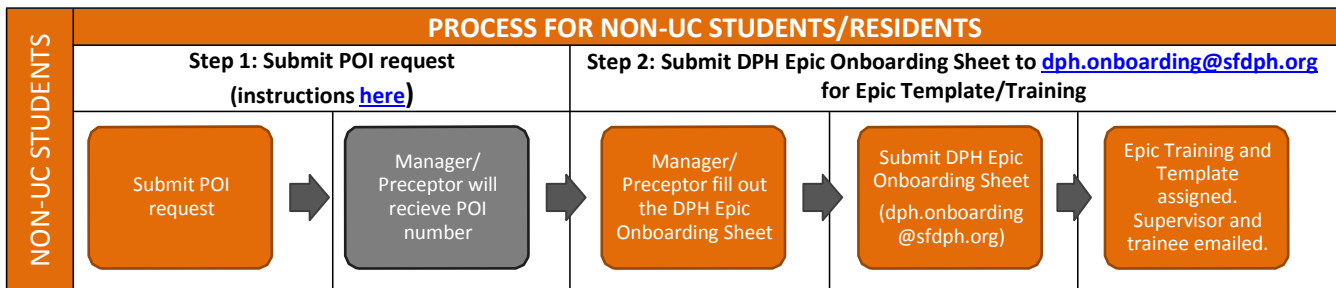 NON-UC STUDENTS
PROCESS FOR NON-UC STUDENTS/RESIDENTS
Step 1: Submit POI request
(instructions here)
Step 2: Submit DPH Epic Onboarding Sheet to dph.onboarding@sfdph.org
for Epic Template/Training
Submit POI
request
Manager/
Preceptor will
recieve POI
number
Manager/
Preceptor fill out
the DPH Epic
Onboarding Sheet
Submit DPH Epic
Onboarding Sheet
(dph.onboarding
@sfdph.org)
Epic Training and
Template
assigned.
Supervisor and
trainee emailed.